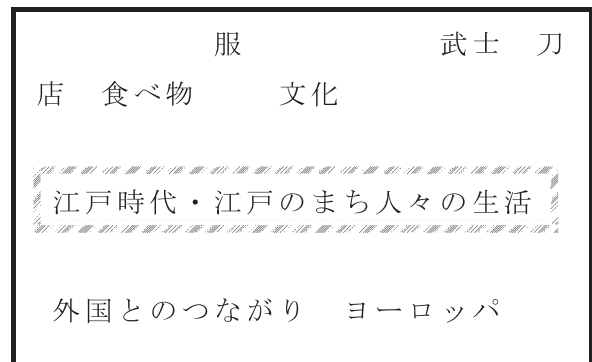 服 武士 刀
店 食べ物 文化
江戸時代・江戸のまち人々の生活
外国とのつながり ヨーロッパ